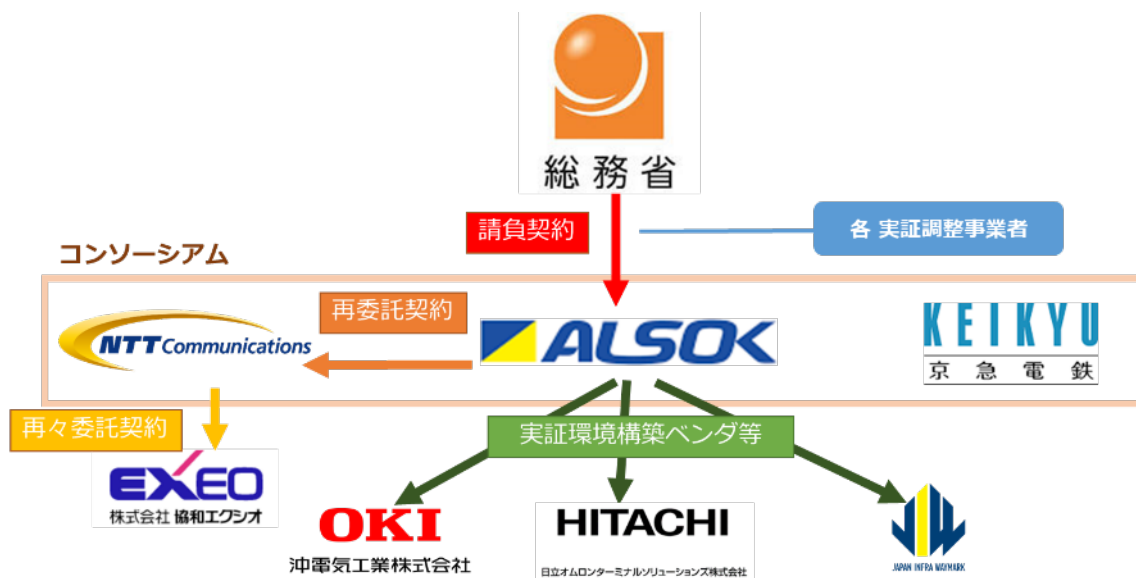 総務省
請負契約
各 実証調整事業者
コンソーシアム
再委託契約
NTT Communications
ALSOK
KEIKYU
京急電鉄
再々委託契約
実証環境構築ベンダ等
EXEO
株式会社 協和エクシオ
OKI
沖電気工業株式会社
HITACHI
日立オムロンターミナルソリューションズ株式会社
JIW
JAPAN INFRA WAYMARK